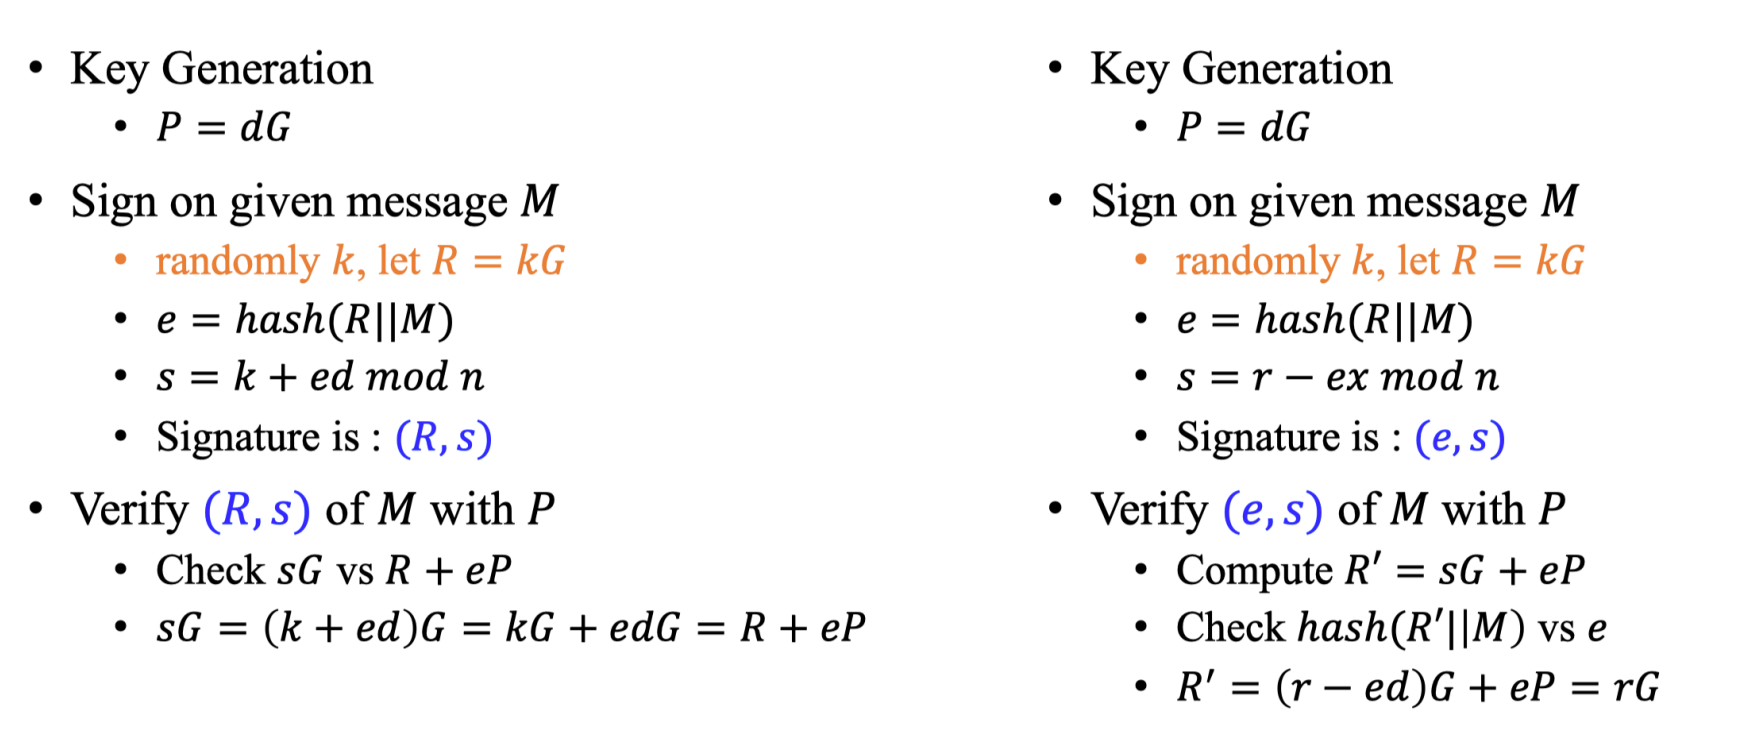 • Key Generation
• P = dG
• Sign on given message M
• randomly k, let R = kG
• e = hash(R||M)
• s = k + ed mod n
• Signature is : (R, s)
• Verify (R, s) of M with P
• Check sG vs R + eP
• sG = (k + ed)G = kG + edG = R + eP
• Key Generation
• P = dG
• Sign on given message M
• randomly k, let R = kG
• e = hash(R||M)
• s = r − ex mod n
• Signature is : (e, s)
• Verify (e, s) of M with P
• Compute R′ = sG + eP
• Check hash(R′||M) vs e
• R′ = (r − ed)G + eP = rG